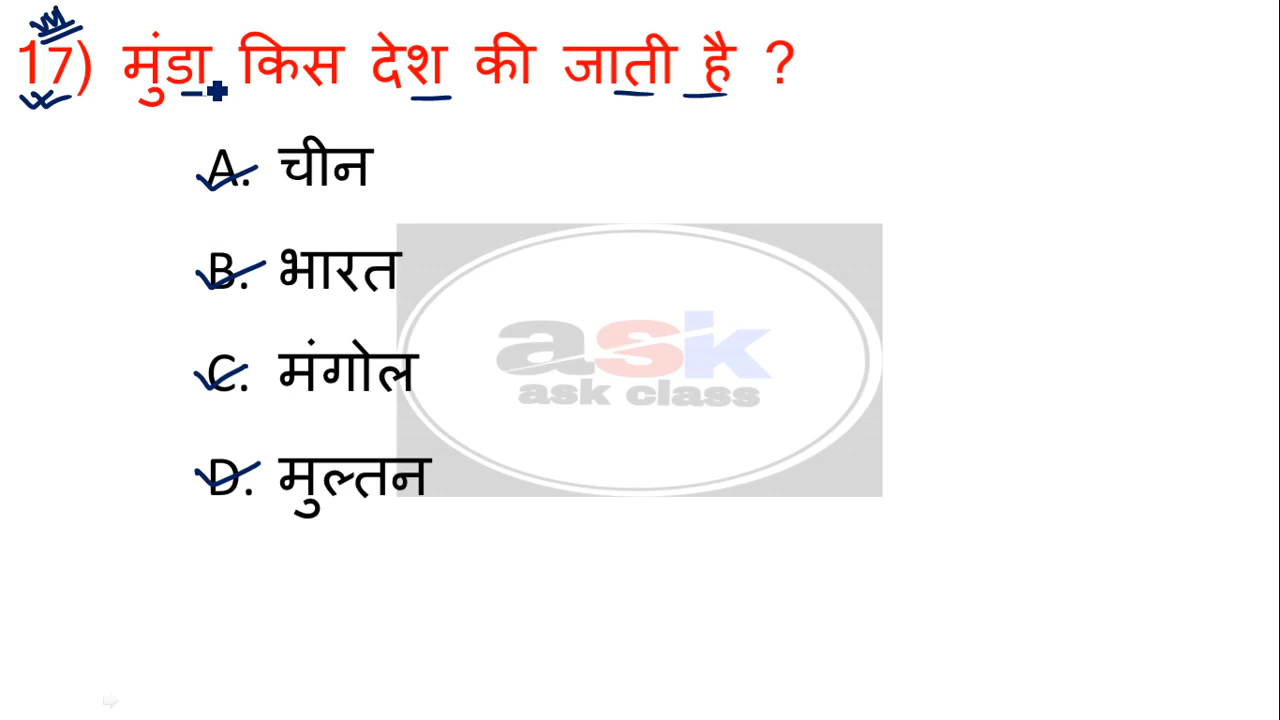 17) मुंडा किस देश की जाती है ?
A. चीन
B. भारत
C. मंगोल
D. मुल्तन
ask
ask class